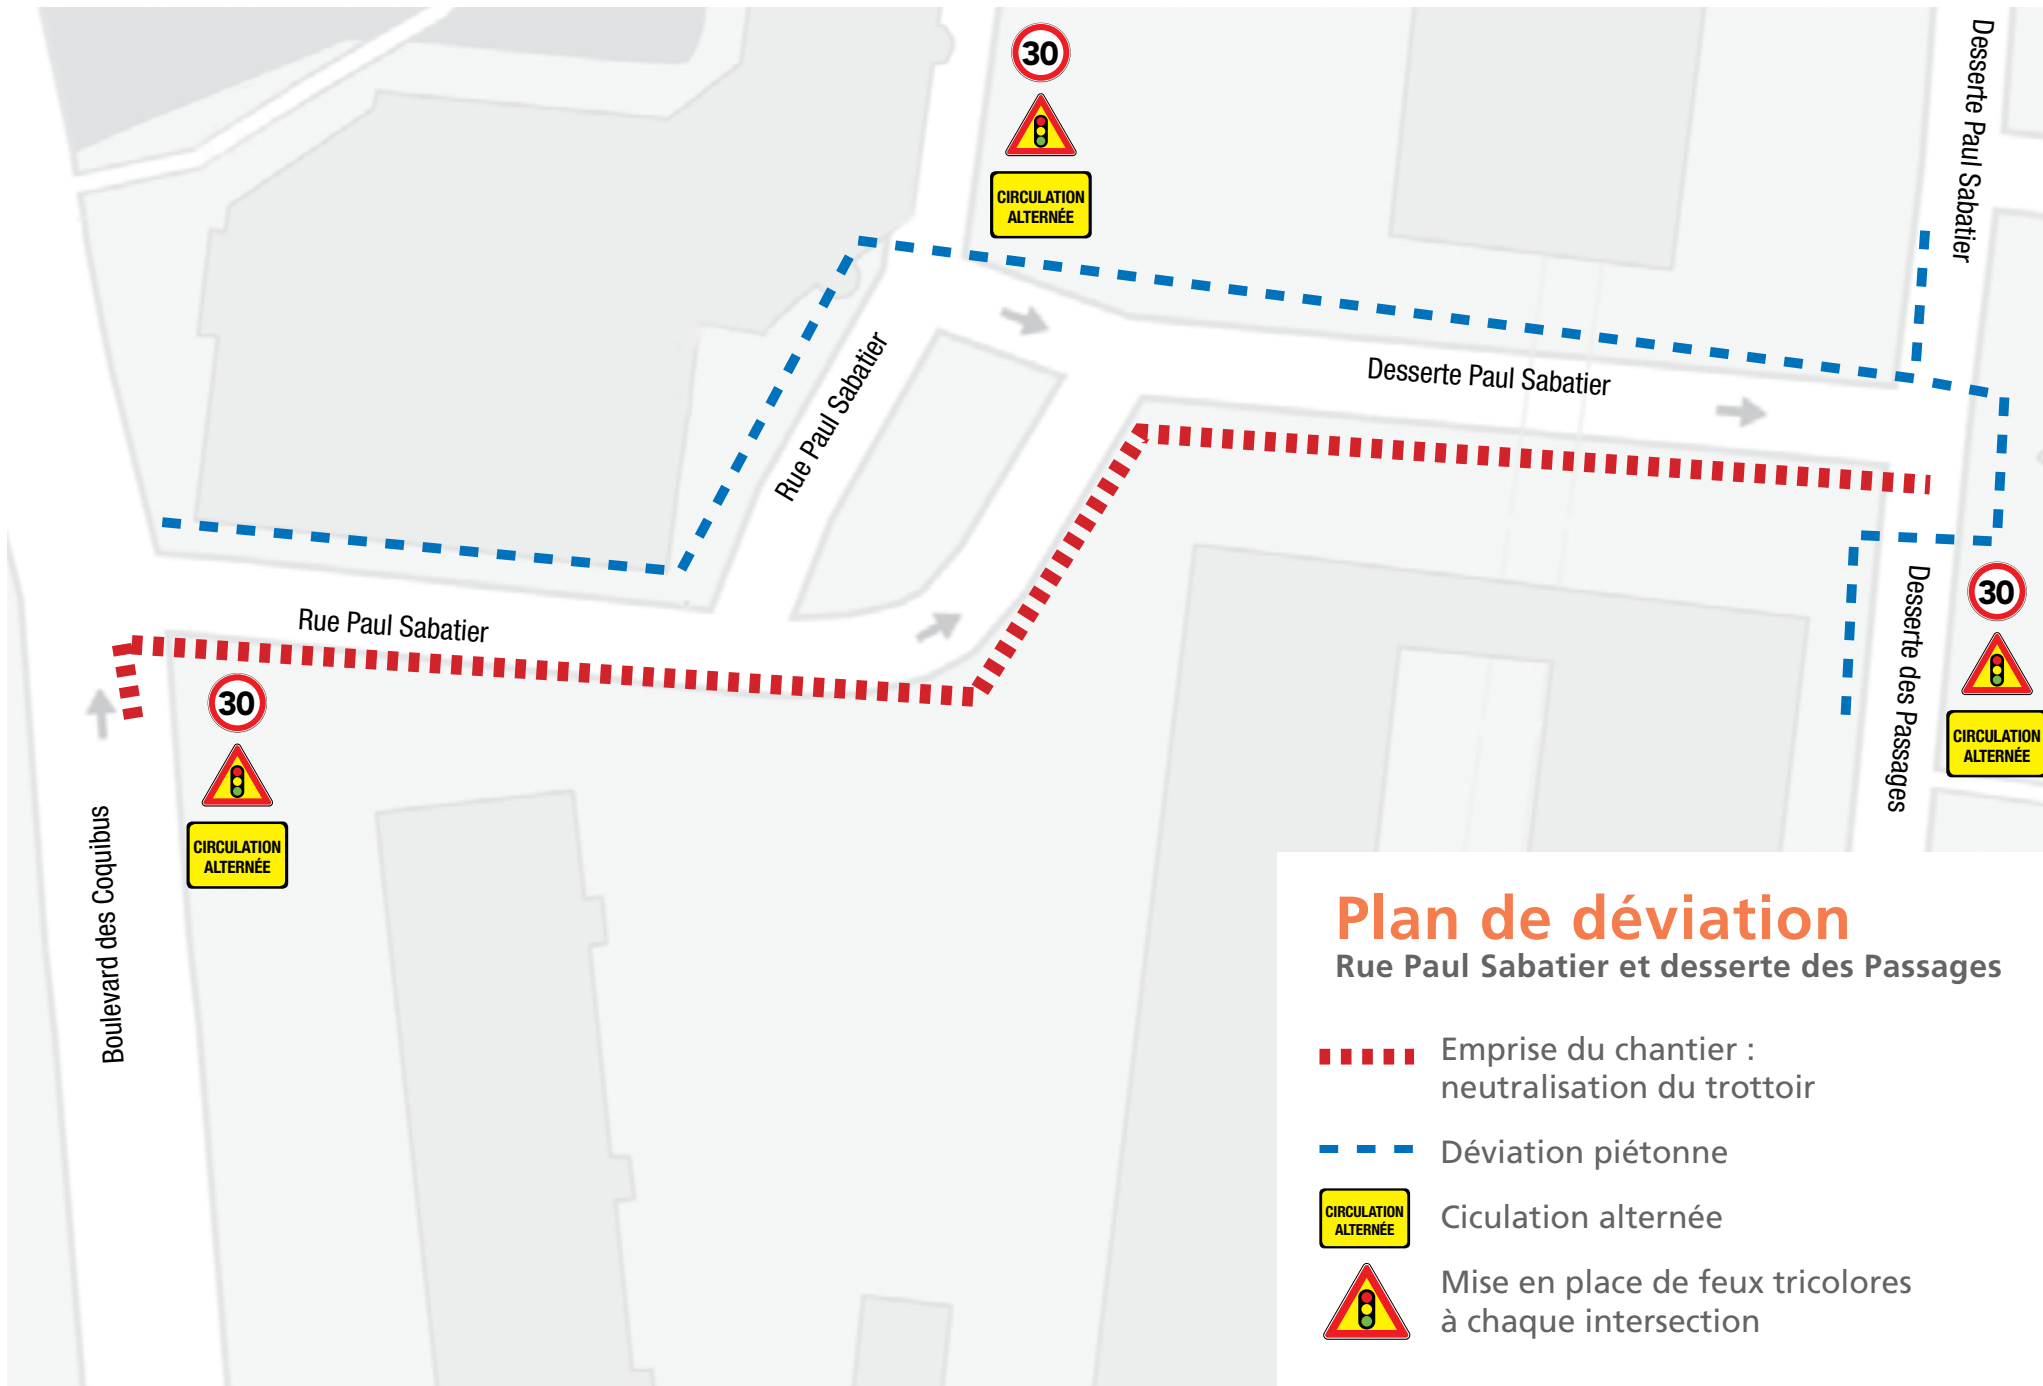 30
CIRCULATION
ALTERNÉE
Desserte Paul Sabatier
Rue Paul Sabatier
Desserte Paul Sabatier
Rue Paul Sabatier
30
CIRCULATION
ALTERNÉE
Boulevard des Coquibus
Desserte des Passages
30
CIRCULATION
ALTERNÉE
Plan de déviation
Rue Paul Sabatier et desserte des Passages
Emprise du chantier :
neutralisation du trottoir
Déviation piétonne
CIRCULATION
ALTERNÉE
Ciculation alternée
Mise en place de feux tricolores
à chaque intersection